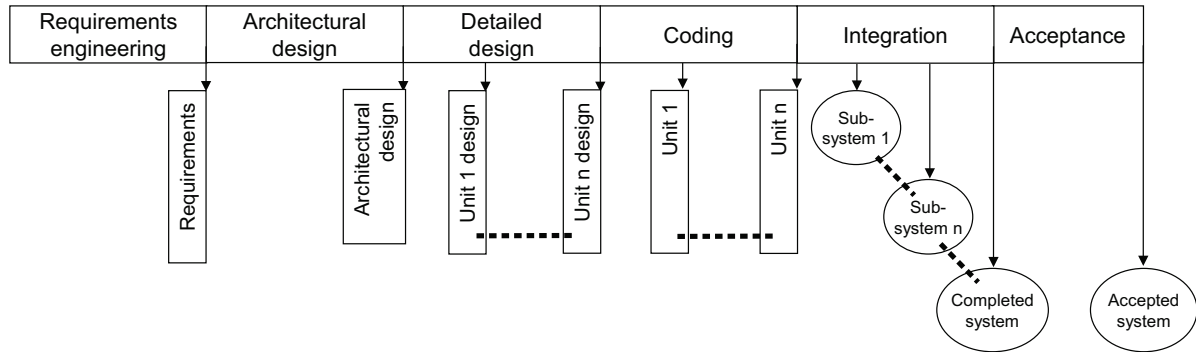 Requirements
engineering
Architectural
design
Detailed
design
Coding
Integration
Acceptance
Requirements
Architectural
design
Unit 1 design
Unit n design
Unit 1
Unit n
Sub-
system 1
Sub-
system n
Completed
system
Accepted
system